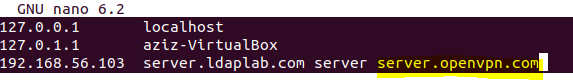 GNU nano 6.2
127.0.0.1 localhost
127.0.1.1 aziz-VirtualBox
192.168.56.103 server.ldaplab.com server server.openvpn.com